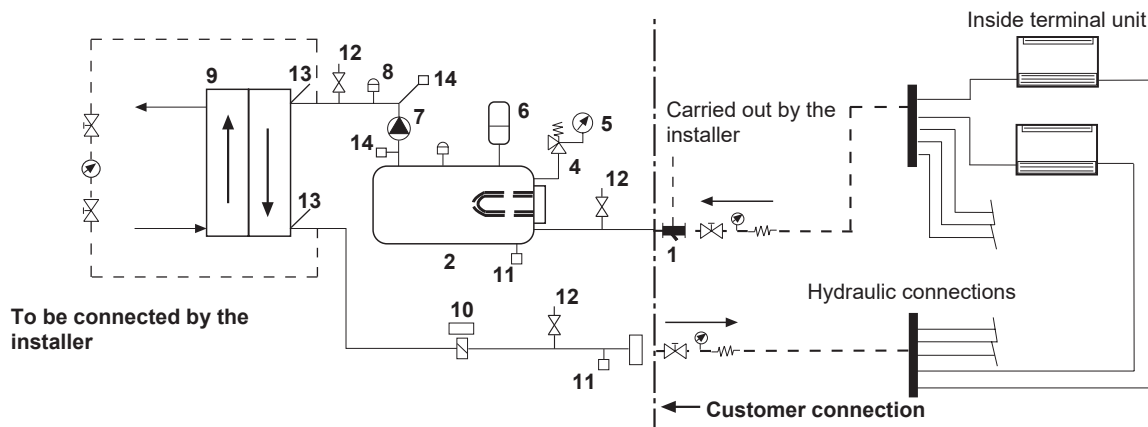 Inside terminal unit
12
9
13
8
14
6
5
7
Carried out by the
installer
14
4
12
13
2
11
1
12
Hydraulic connections
10
To be connected by the
installer
11
Customer connection